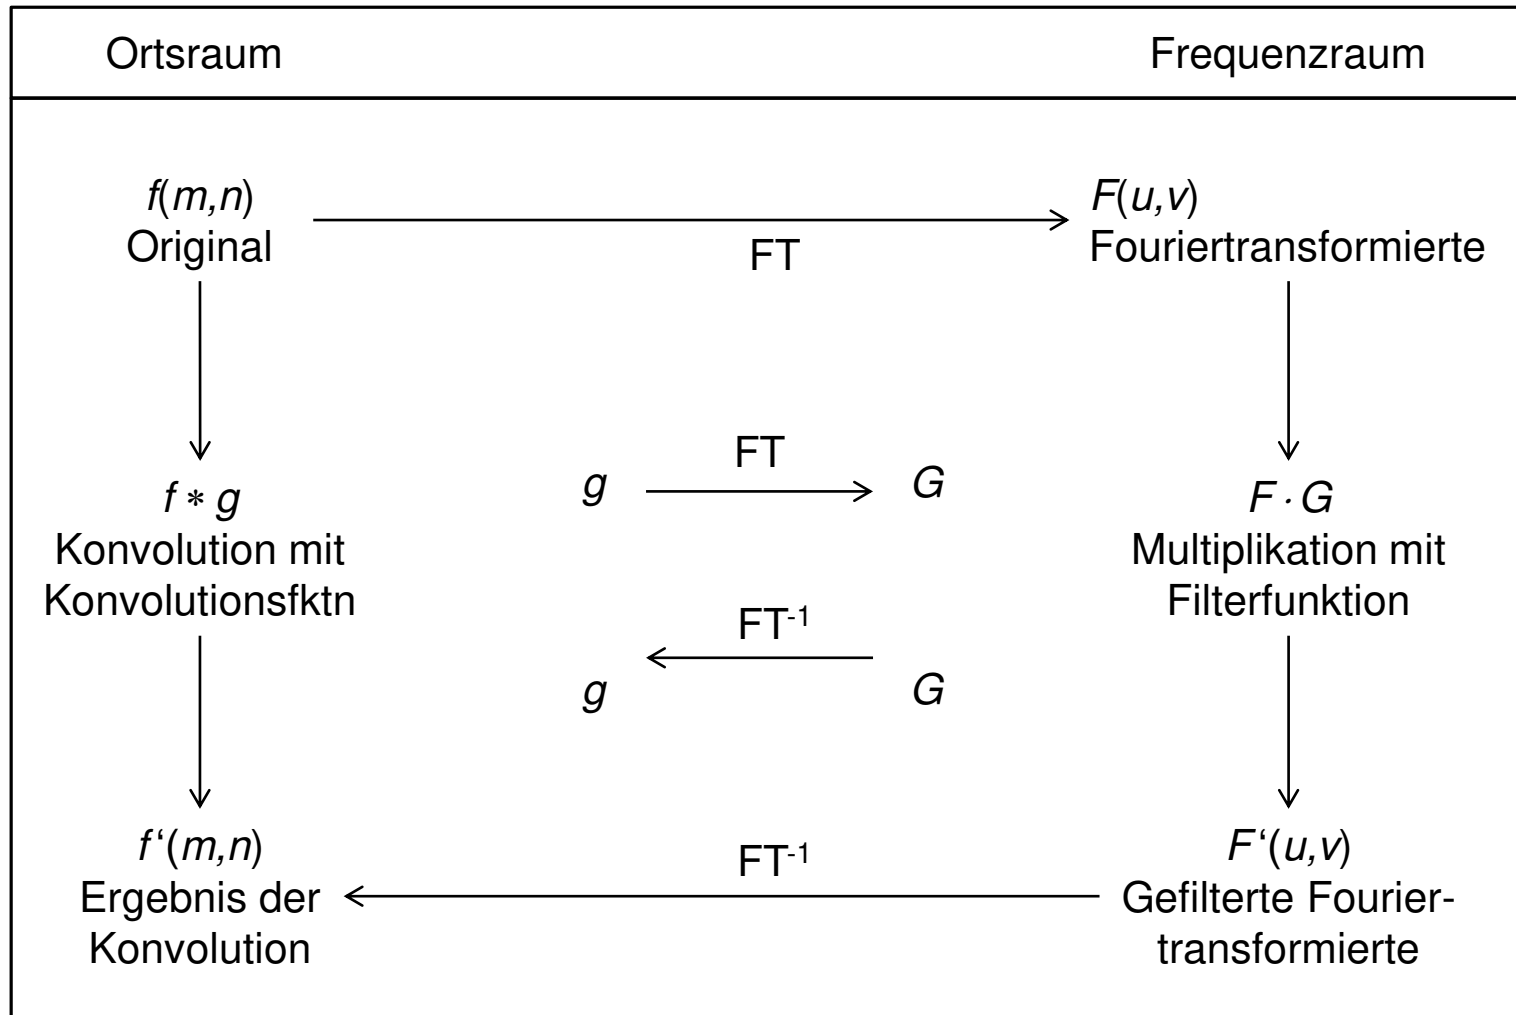 Ortsraum
Frequenzraum
f(m,n)
Original
FT
F(u,v)
Fouriertransformierte
f * g
Konvolution mit
Konvolutionsfktn
g
FT
G
F · G
Multiplikation mit
Filterfunktion
FT⁻¹
g
G
f‘(m,n)
Ergebnis der
Konvolution
FT⁻¹
F‘(u,v)
Gefilterte Fourier-
transformierte